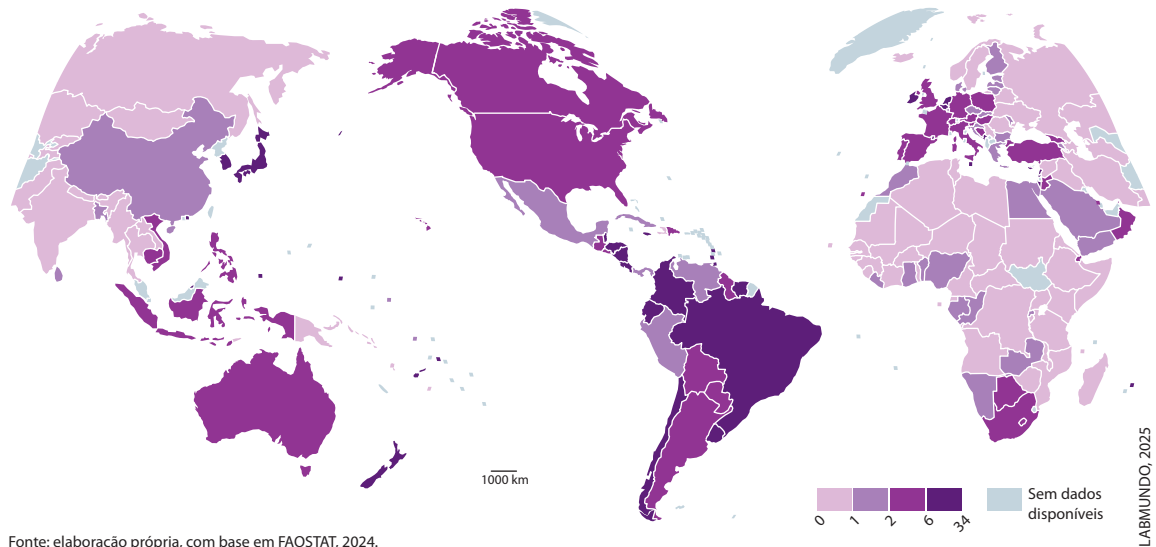 1000 km
0 1 2 6 34
Sem dados
disponíveis
LABMUNDO, 2025
Fonte: elaboração própria, com base em FAOSTAT, 2024.